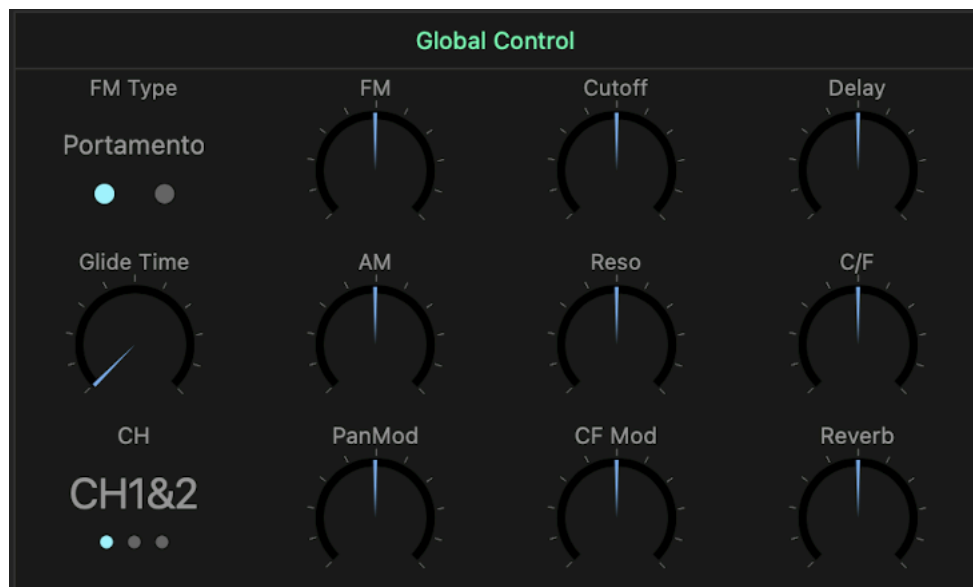 Global Control
FM Type
FM
Cutoff
Delay
Portamento
Glide Time
AM
Reso
C/F
CH
PanMod
CF Mod
Reverb
CH1&2